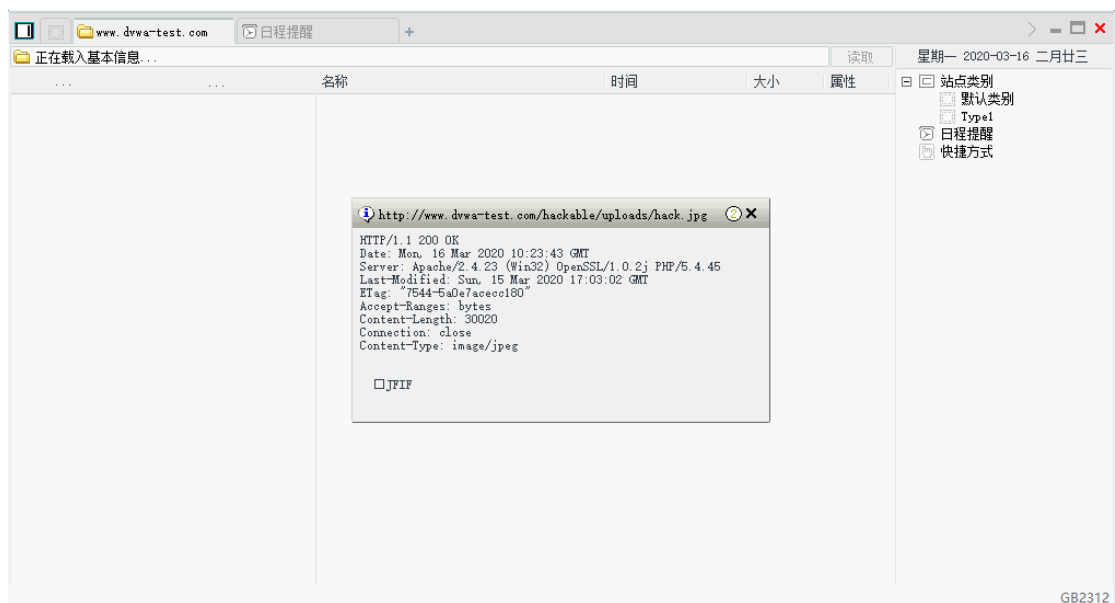 www.dvwa-test.com 日程提醒 +
正在载入基本信息... 读取 星期一 2020-03-16 二月廿三
... ... 名称 时间 大小 属性
站点类别
默认类别
Type1
日程提醒
快捷方式
http://www.dvwa-test.com/hackable/uploads/hack.jpg
HTTP/1.1 200 OK
Date: Mon, 16 Mar 2020 10:23:43 GMT
Server: Apache/2.4.23 (Win32) OpenSSL/1.0.2j PHP/5.4.45
Last-Modified: Sun, 15 Mar 2020 17:03:02 GMT
ETag: "7544-5a0e7acecc180"
Accept-Ranges: bytes
Content-Length: 30020
Connection: close
Content-Type: image/jpeg
□JFIF
GB2312